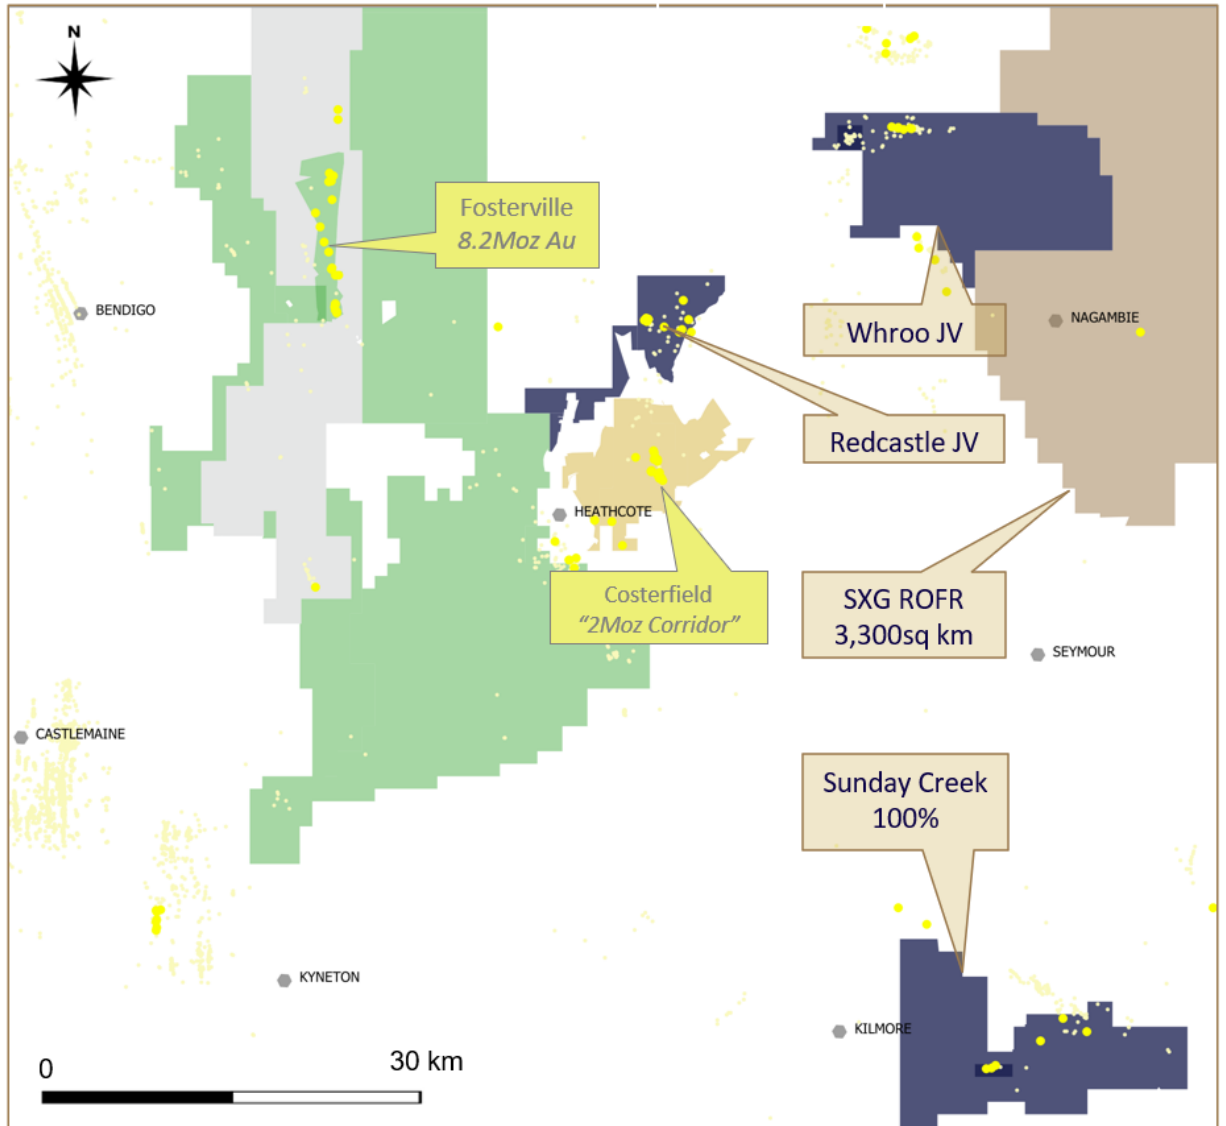 N
Fosterville
8.2Moz Au
BENDIGO
Whroo JV
NAGAMBIE
Redcastle JV
HEATHCOTE
Costerfield
“2Moz Corridor”
SXG ROFR
3,300sq km
SEYMOUR
CASTLEMAINE
Sunday Creek
100%
KYNETON
KILMORE
0
30 km